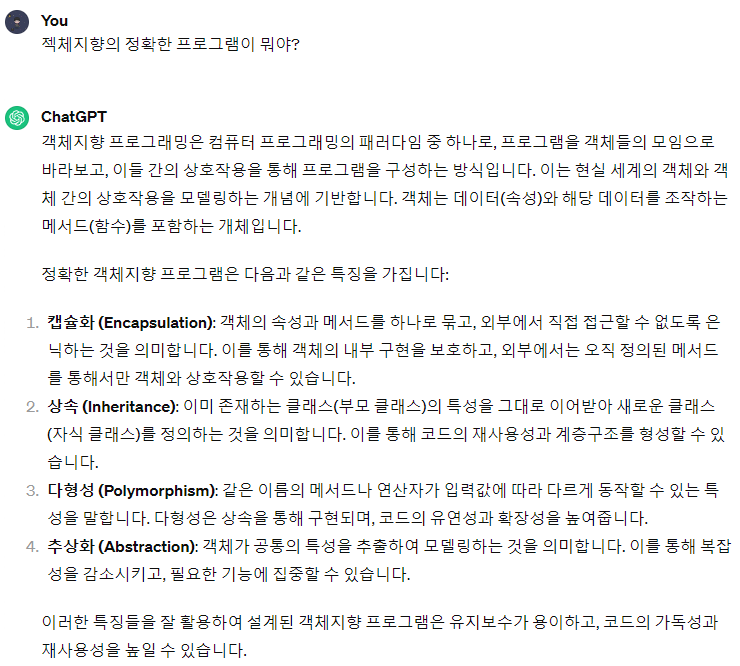 You
젝체지향의 정확한 프로그램이 뭐야?
ChatGPT
객체지향 프로그래밍은 컴퓨터 프로그래밍의 패러다임 중 하나로, 프로그램을 객체들의 모임으로
바라보고, 이들 간의 상호작용을 통해 프로그램을 구성하는 방식입니다. 이는 현실 세계의 객체와 객
체 간의 상호작용을 모델링하는 개념에 기반합니다. 객체는 데이터(속성)와 해당 데이터를 조작하는
메서드(함수)를 포함하는 개체입니다.
정확한 객체지향 프로그램은 다음과 같은 특징을 가집니다:
1. 캡슐화 (Encapsulation): 객체의 속성과 메서드를 하나로 묶고, 외부에서 직접 접근할 수 없도록 은
닉하는 것을 의미합니다. 이를 통해 객체의 내부 구현을 보호하고, 외부에서는 오직 정의된 메서드
를 통해서만 객체와 상호작용할 수 있습니다.
2. 상속 (Inheritance): 이미 존재하는 클래스(부모 클래스)의 특성을 그대로 이어받아 새로운 클래스
(자식 클래스)를 정의하는 것을 의미합니다. 이를 통해 코드의 재사용성과 계층구조를 형성할 수 있
습니다.
3. 다형성 (Polymorphism): 같은 이름의 메서드나 연산자가 입력값에 따라 다르게 동작할 수 있는 특
성을 말합니다. 다형성은 상속을 통해 구현되며, 코드의 유연성과 확장성을 높여줍니다.
4. 추상화 (Abstraction): 객체가 공통의 특성을 추출하여 모델링하는 것을 의미합니다. 이를 통해 복잡
성을 감소시키고, 필요한 기능에 집중할 수 있습니다.
이러한 특징들을 잘 활용하여 설계된 객체지향 프로그램은 유지보수가 용이하고, 코드의 가독성과
재사용성을 높일 수 있습니다.